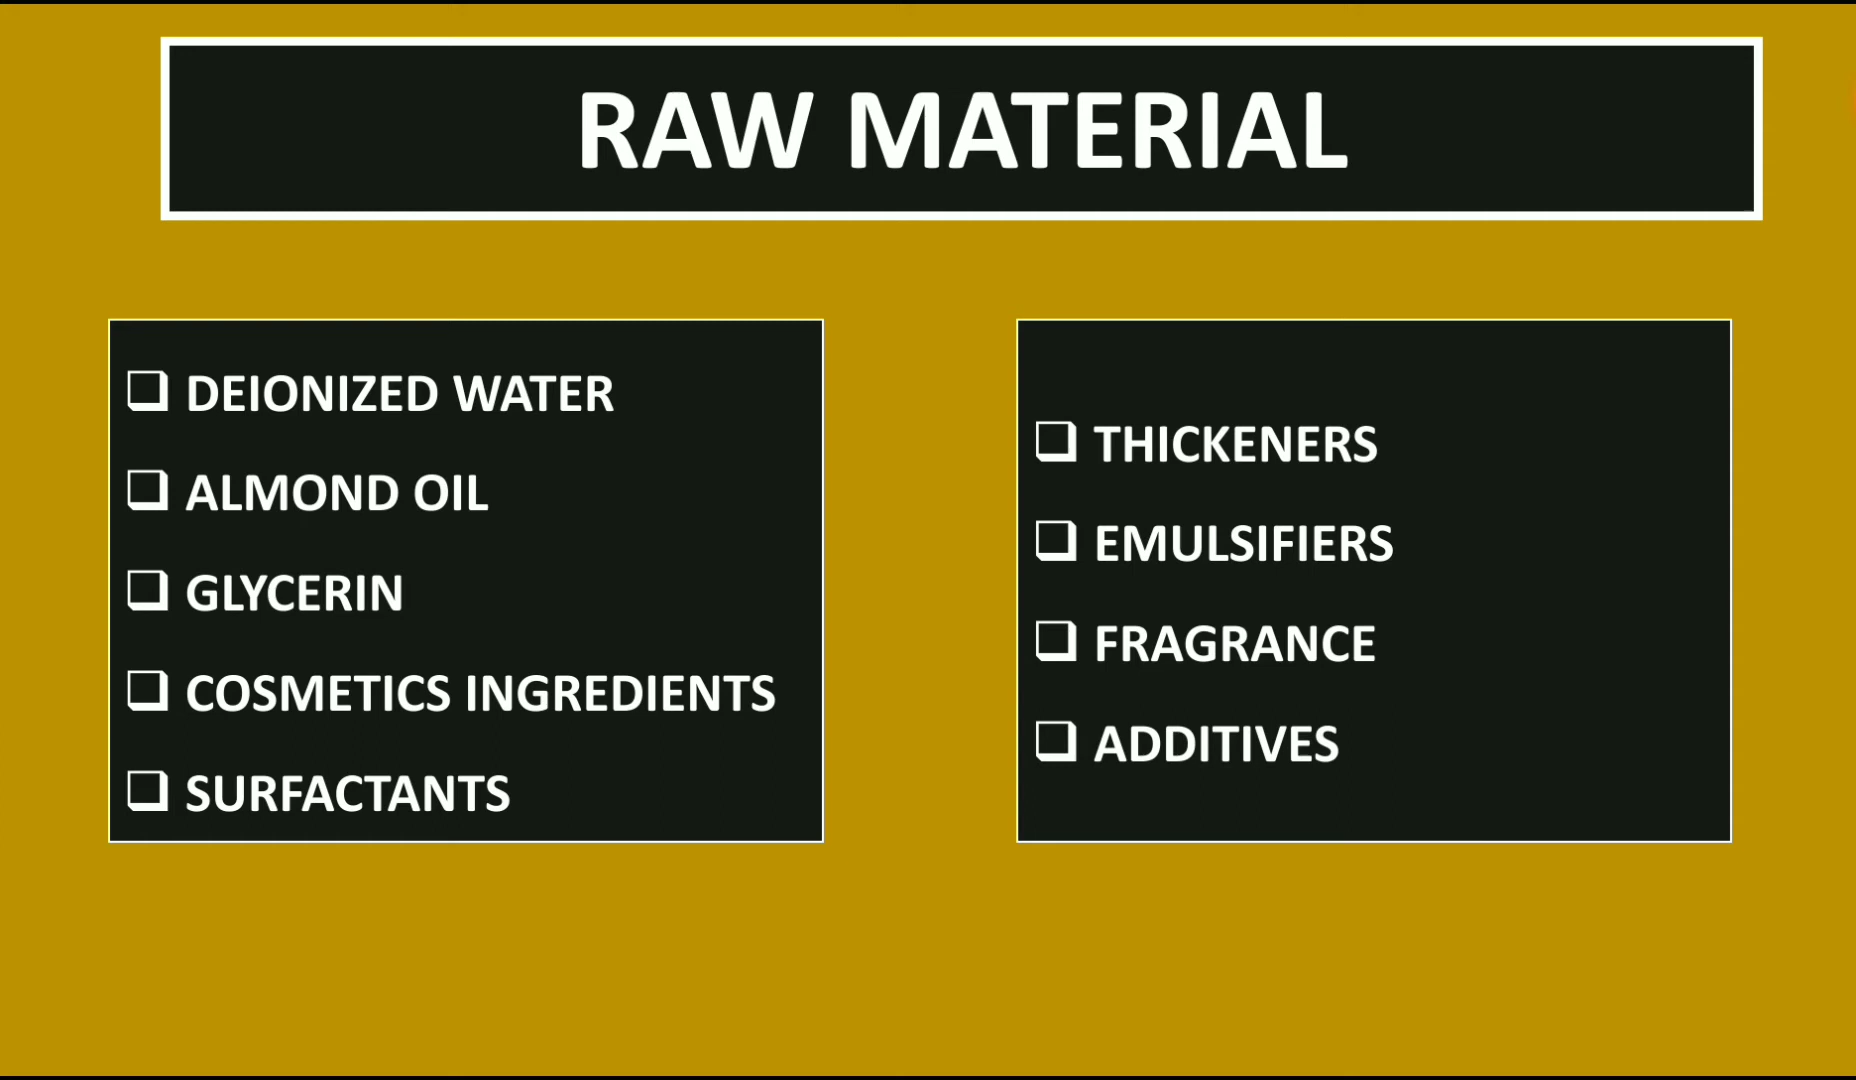 RAW MATERIAL
❑ DEIONIZED WATER
❑ ALMOND OIL
❑ GLYCERIN
❑ COSMETICS INGREDIENTS
❑ SURFACTANTS
❑ THICKENERS
❑ EMULSIFIERS
❑ FRAGRANCE
❑ ADDITIVES